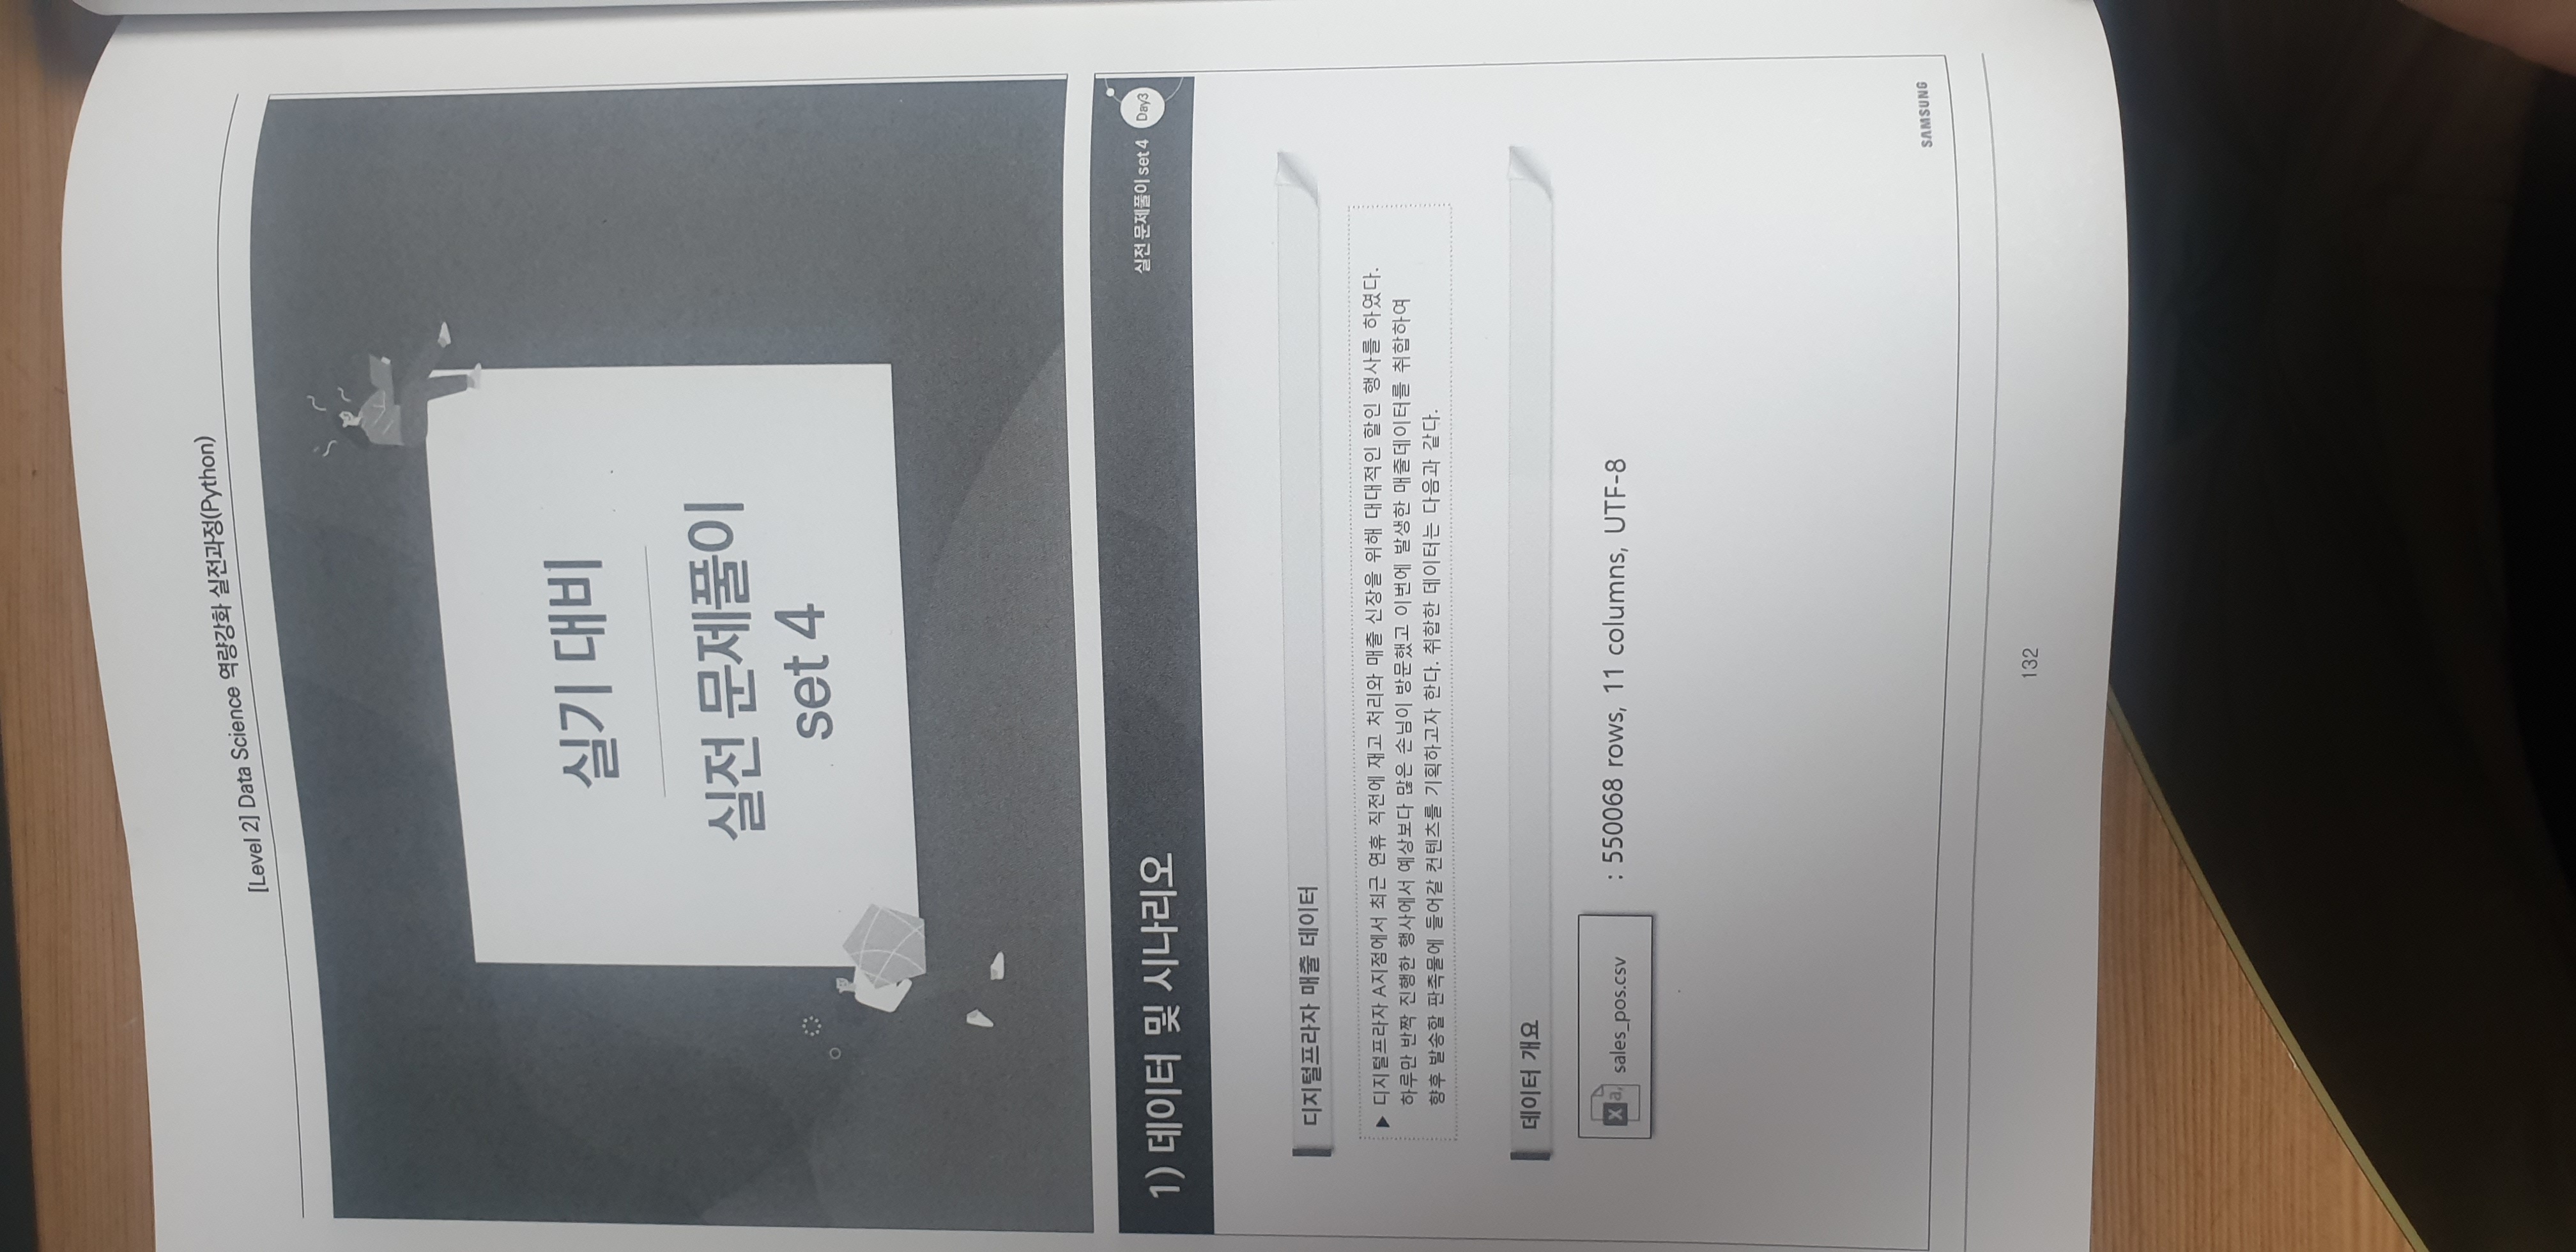 [Level 2] Data Science 역량강화 실전과정(Python)
실기 대비
실전 문제풀이
set 4
1) 데이터 및 시나리오
실전 문제풀이 set 4
Day3
디지털프라자 매출 데이터
▶ 디지털프라자 A지점에서 최근 연휴 직전에 재고 처리와 매출 신장을 위해 대대적인 할인 행사를 하였다.
하루만 반짝 진행한 행사에서 예상보다 많은 손님이 방문했고 이번에 발생한 매출데이터를 취합하여
향후 발송할 판촉물에 들어갈 컨텐츠를 기획하고자 한다. 취합한 데이터는 다음과 같다.
데이터 개요
X a,
sales_pos.csv
: 550068 rows, 11 columns, UTF-8
SAMSUNG
132